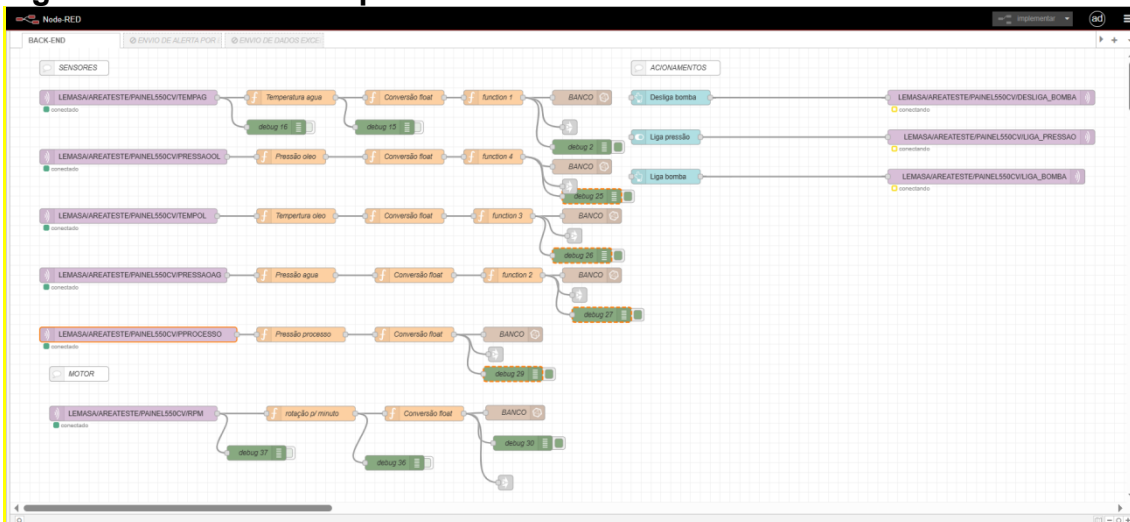 Node-RED
implementar
ad
BACK-END
ENVIO DE ALERTA POR
ENVIO DE DADOS EXCE
SENSORES
ACIONAMENTOS
LEMASA/AREATESTE/PAINEL550CV/TEMPAG
conectado
Temperatura agua
Conversão float
function 1
BANCO
debug 16
debug 15
debug 2
Desliga bomba
LEMASA/AREATESTE/PAINEL550CV/DESLIGA_BOMBA
conectando
Liga pressão
LEMASA/AREATESTE/PAINEL550CV/LIGA_PRESSAO
conectando
LEMASA/AREATESTE/PAINEL550CV/PRESSAOOL
conectado
Pressão oleo
Conversão float
function 4
BANCO
debug 25
Liga bomba
LEMASA/AREATESTE/PAINEL550CV/LIGA_BOMBA
conectando
LEMASA/AREATESTE/PAINEL550CV/TEMPOL
conectado
Tempertura oleo
Conversão float
function 3
BANCO
debug 26
LEMASA/AREATESTE/PAINEL550CV/PRESSAOAG
conectado
Pressão agua
Conversão float
function 2
BANCO
debug 27
LEMASA/AREATESTE/PAINEL550CV/PPROCESSO
conectado
Pressão processo
Conversão float
BANCO
debug 29
MOTOR
LEMASA/AREATESTE/PAINEL550CV/RPM
conectado
rotação p/ minuto
Conversão float
BANCO
debug 37
debug 36
debug 30